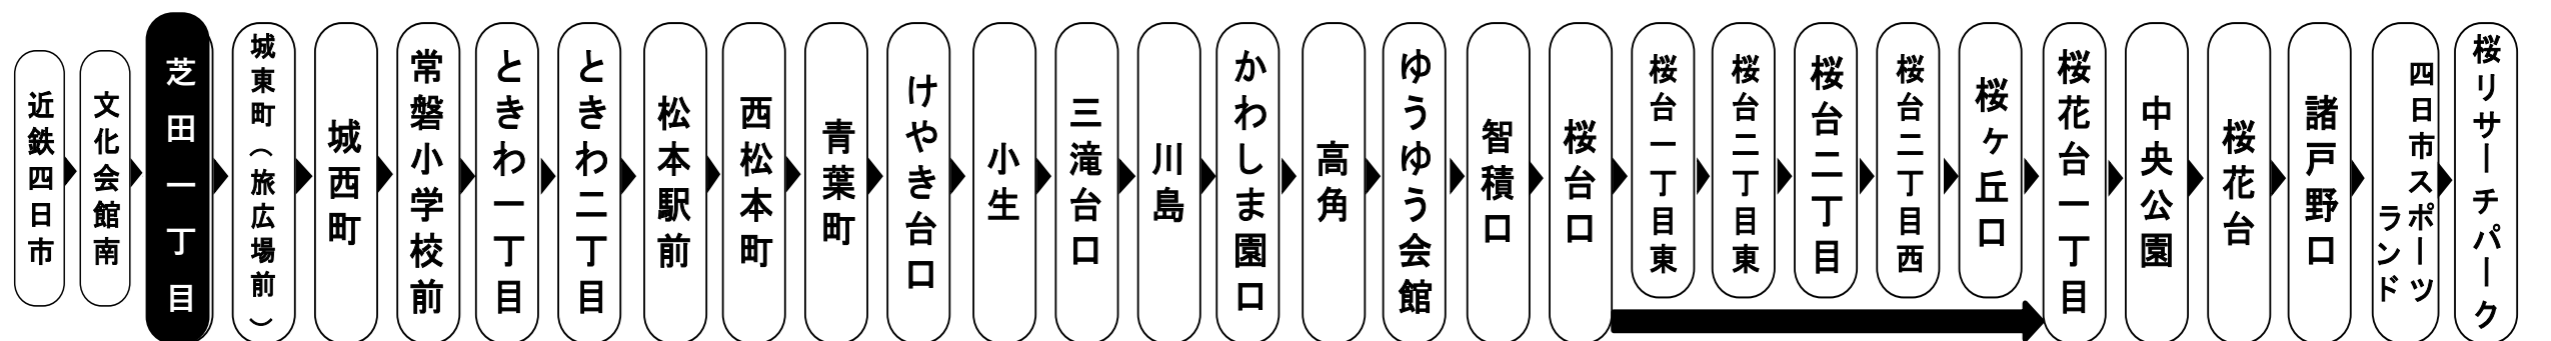 近鉄四日市
文化会館南
芝田一丁目
城東町（旅広場前）
城西町
常磐小学校前
ときわ一丁目
ときわ二丁目
松本駅前
西松本町
青葉町
けやき台口
小生
三滝台口
川島
かわしま園口
高角
ゆうゆう会館
智積口
桜台口
桜台一丁目東
桜台二丁目東
桜台二丁目
桜台二丁目西
桜ヶ丘口
桜花台一丁目
中央公園
桜花台
諸戸野口
四日市スポーツ
ランド
桜リサーチパーク